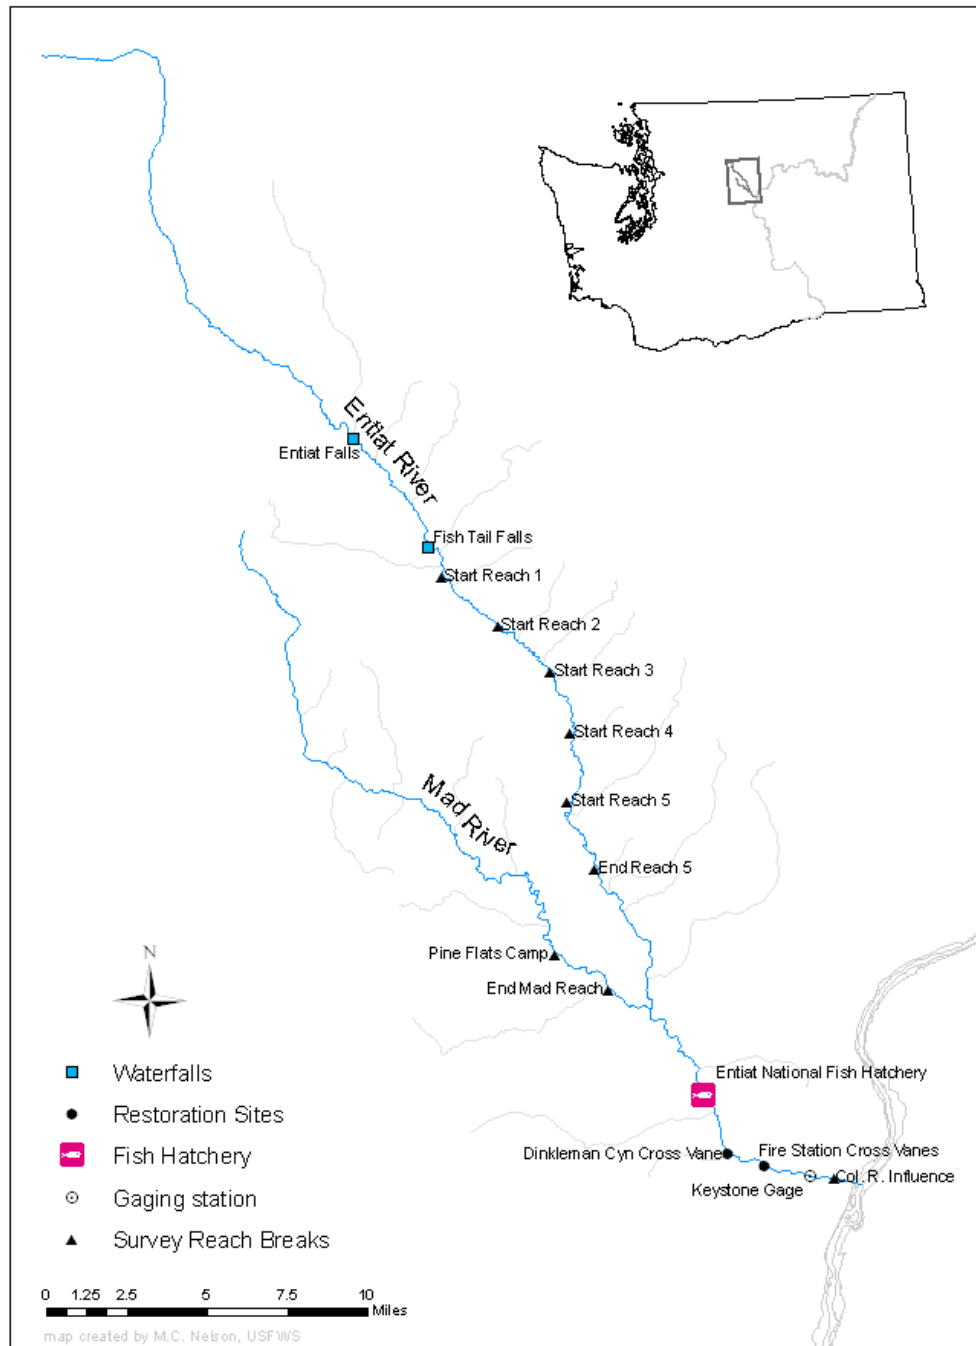 Entiat River
Entiat Falls
Fish Tail Falls
Start Reach 1
Start Reach 2
Start Reach 3
Start Reach 4
Mad River
Start Reach 5
End Reach 5
Pine Flats Camp
End Mad Reach
N
Entiat National Fish Hatchery
Dinkleman Cyn Cross Vane
Fire Station Cross Vanes
Keystone Gage
Col. R. Influence
Waterfalls
Restoration Sites
Fish Hatchery
Gaging station
Survey Reach Breaks
0 1.25 2.5 5 7.5 10
Miles
map created by M.C. Nelson, USFWS